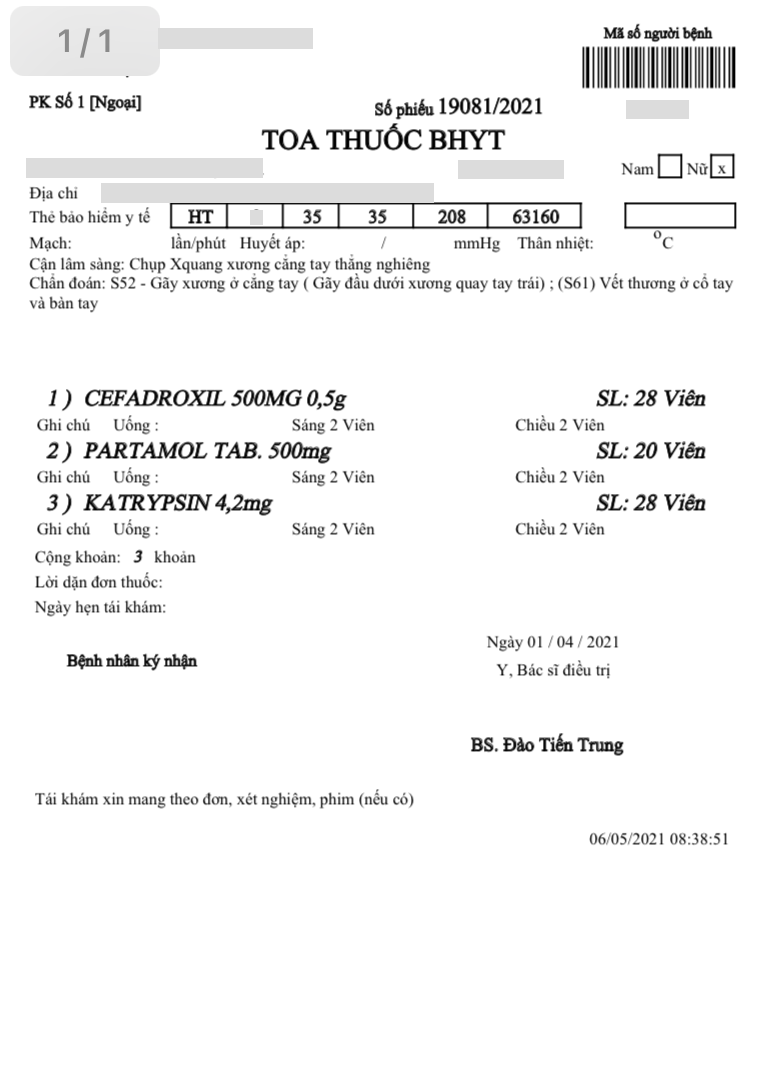 1/1
Mã số người bệnh
PK Số 1 [Ngoại]
Số phiếu 19081/2021
TOA THUỐC BHYT
Nam Nữ x
Địa chỉ
Thẻ bảo hiểm y tế HT 35 35 208 63160
Mạch: lần/phút Huyết áp: / mmHg Thân nhiệt: °C
Cận lâm sàng: Chụp Xquang xương cẳng tay thẳng nghiêng
Chẩn đoán: S52 - Gãy xương ở cẳng tay ( Gãy đầu dưới xương quay tay trái) ; (S61) Vết thương ở cổ tay
và bàn tay
1 ) CEFADROXIL 500MG 0,5g SL: 28 Viên
Ghi chú Uống : Sáng 2 Viên Chiều 2 Viên
2 ) PARTAMOL TAB. 500mg SL: 20 Viên
Ghi chú Uống : Sáng 2 Viên Chiều 2 Viên
3 ) KATRYPSIN 4,2mg SL: 28 Viên
Ghi chú Uống : Sáng 2 Viên Chiều 2 Viên
Cộng khoản: 3 khoản
Lời dặn đơn thuốc:
Ngày hẹn tái khám:
Ngày 01 / 04 / 2021
Bệnh nhân ký nhận
Y, Bác sĩ điều trị
BS. Đào Tiến Trung
Tái khám xin mang theo đơn, xét nghiệm, phim (nếu có)
06/05/2021 08:38:51